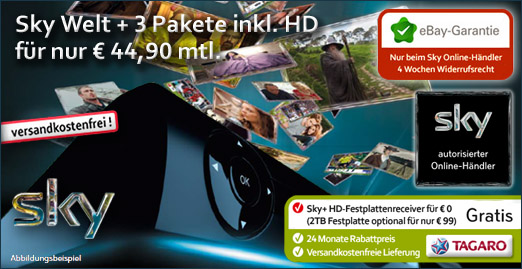 Sky Welt + 3 Pakete inkl. HD
für nur € 44,90 mtl.
eBay-Garantie
Nur beim Sky Online-Händler
4 Wochen Widerrufsrecht
versandkostenfrei !
OK
sky
autorisierter
Online-Händler
sky
Sky+ HD-Festplattenreceiver für € 0
(2TB Festplatte optional für nur € 99)
Gratis
24 Monate Rabattpreis
Versandkostenfreie Lieferung
TAGARO
Abbildungsbeispiel